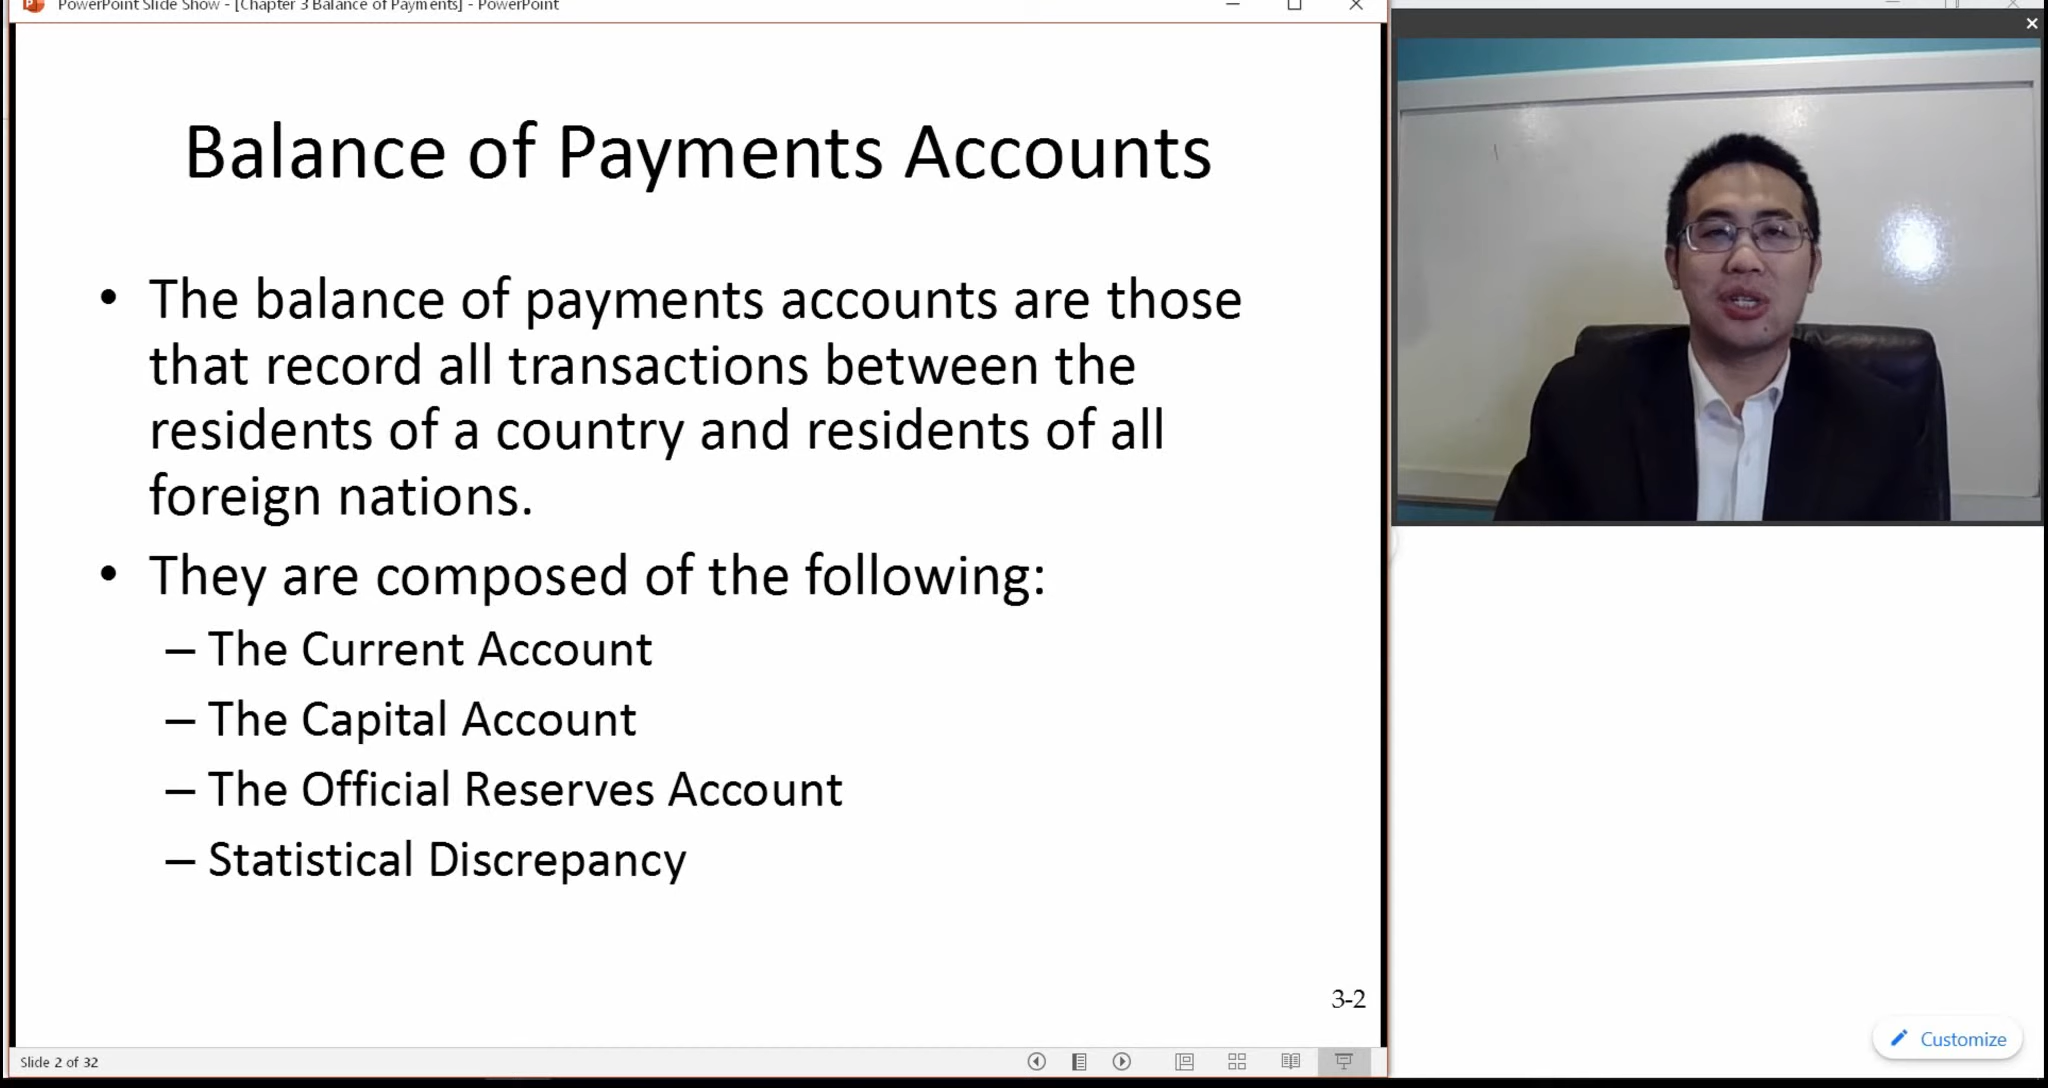 PowerPoint Slide Show - [Chapter 3 Balance of Payments] - PowerPoint
Balance of Payments Accounts
• The balance of payments accounts are those
that record all transactions between the
residents of a country and residents of all
foreign nations.
• They are composed of the following:
– The Current Account
– The Capital Account
– The Official Reserves Account
– Statistical Discrepancy
3-2
Slide 2 of 32
Customize